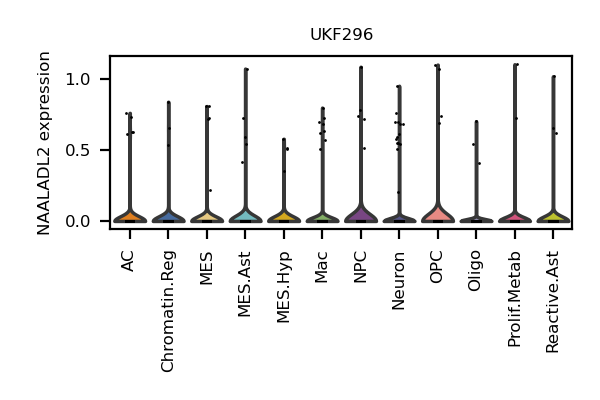 UKF296
NAALADL2 expression
1.0
0.5
0.0
AC
Chromatin.Reg
MES
MES.Ast
MES.Hyp
Mac
NPC
Neuron
OPC
Oligo
Prolif.Metab
Reactive.Ast